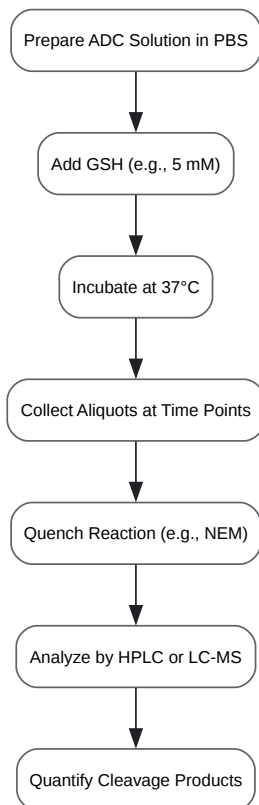 Prepare ADC Solution in PBS
Add GSH (e.g., 5 mM)
Incubate at 37°C
Collect Aliquots at Time Points
Quench Reaction (e.g., NEM)
Analyze by HPLC or LC-MS
Quantify Cleavage Products